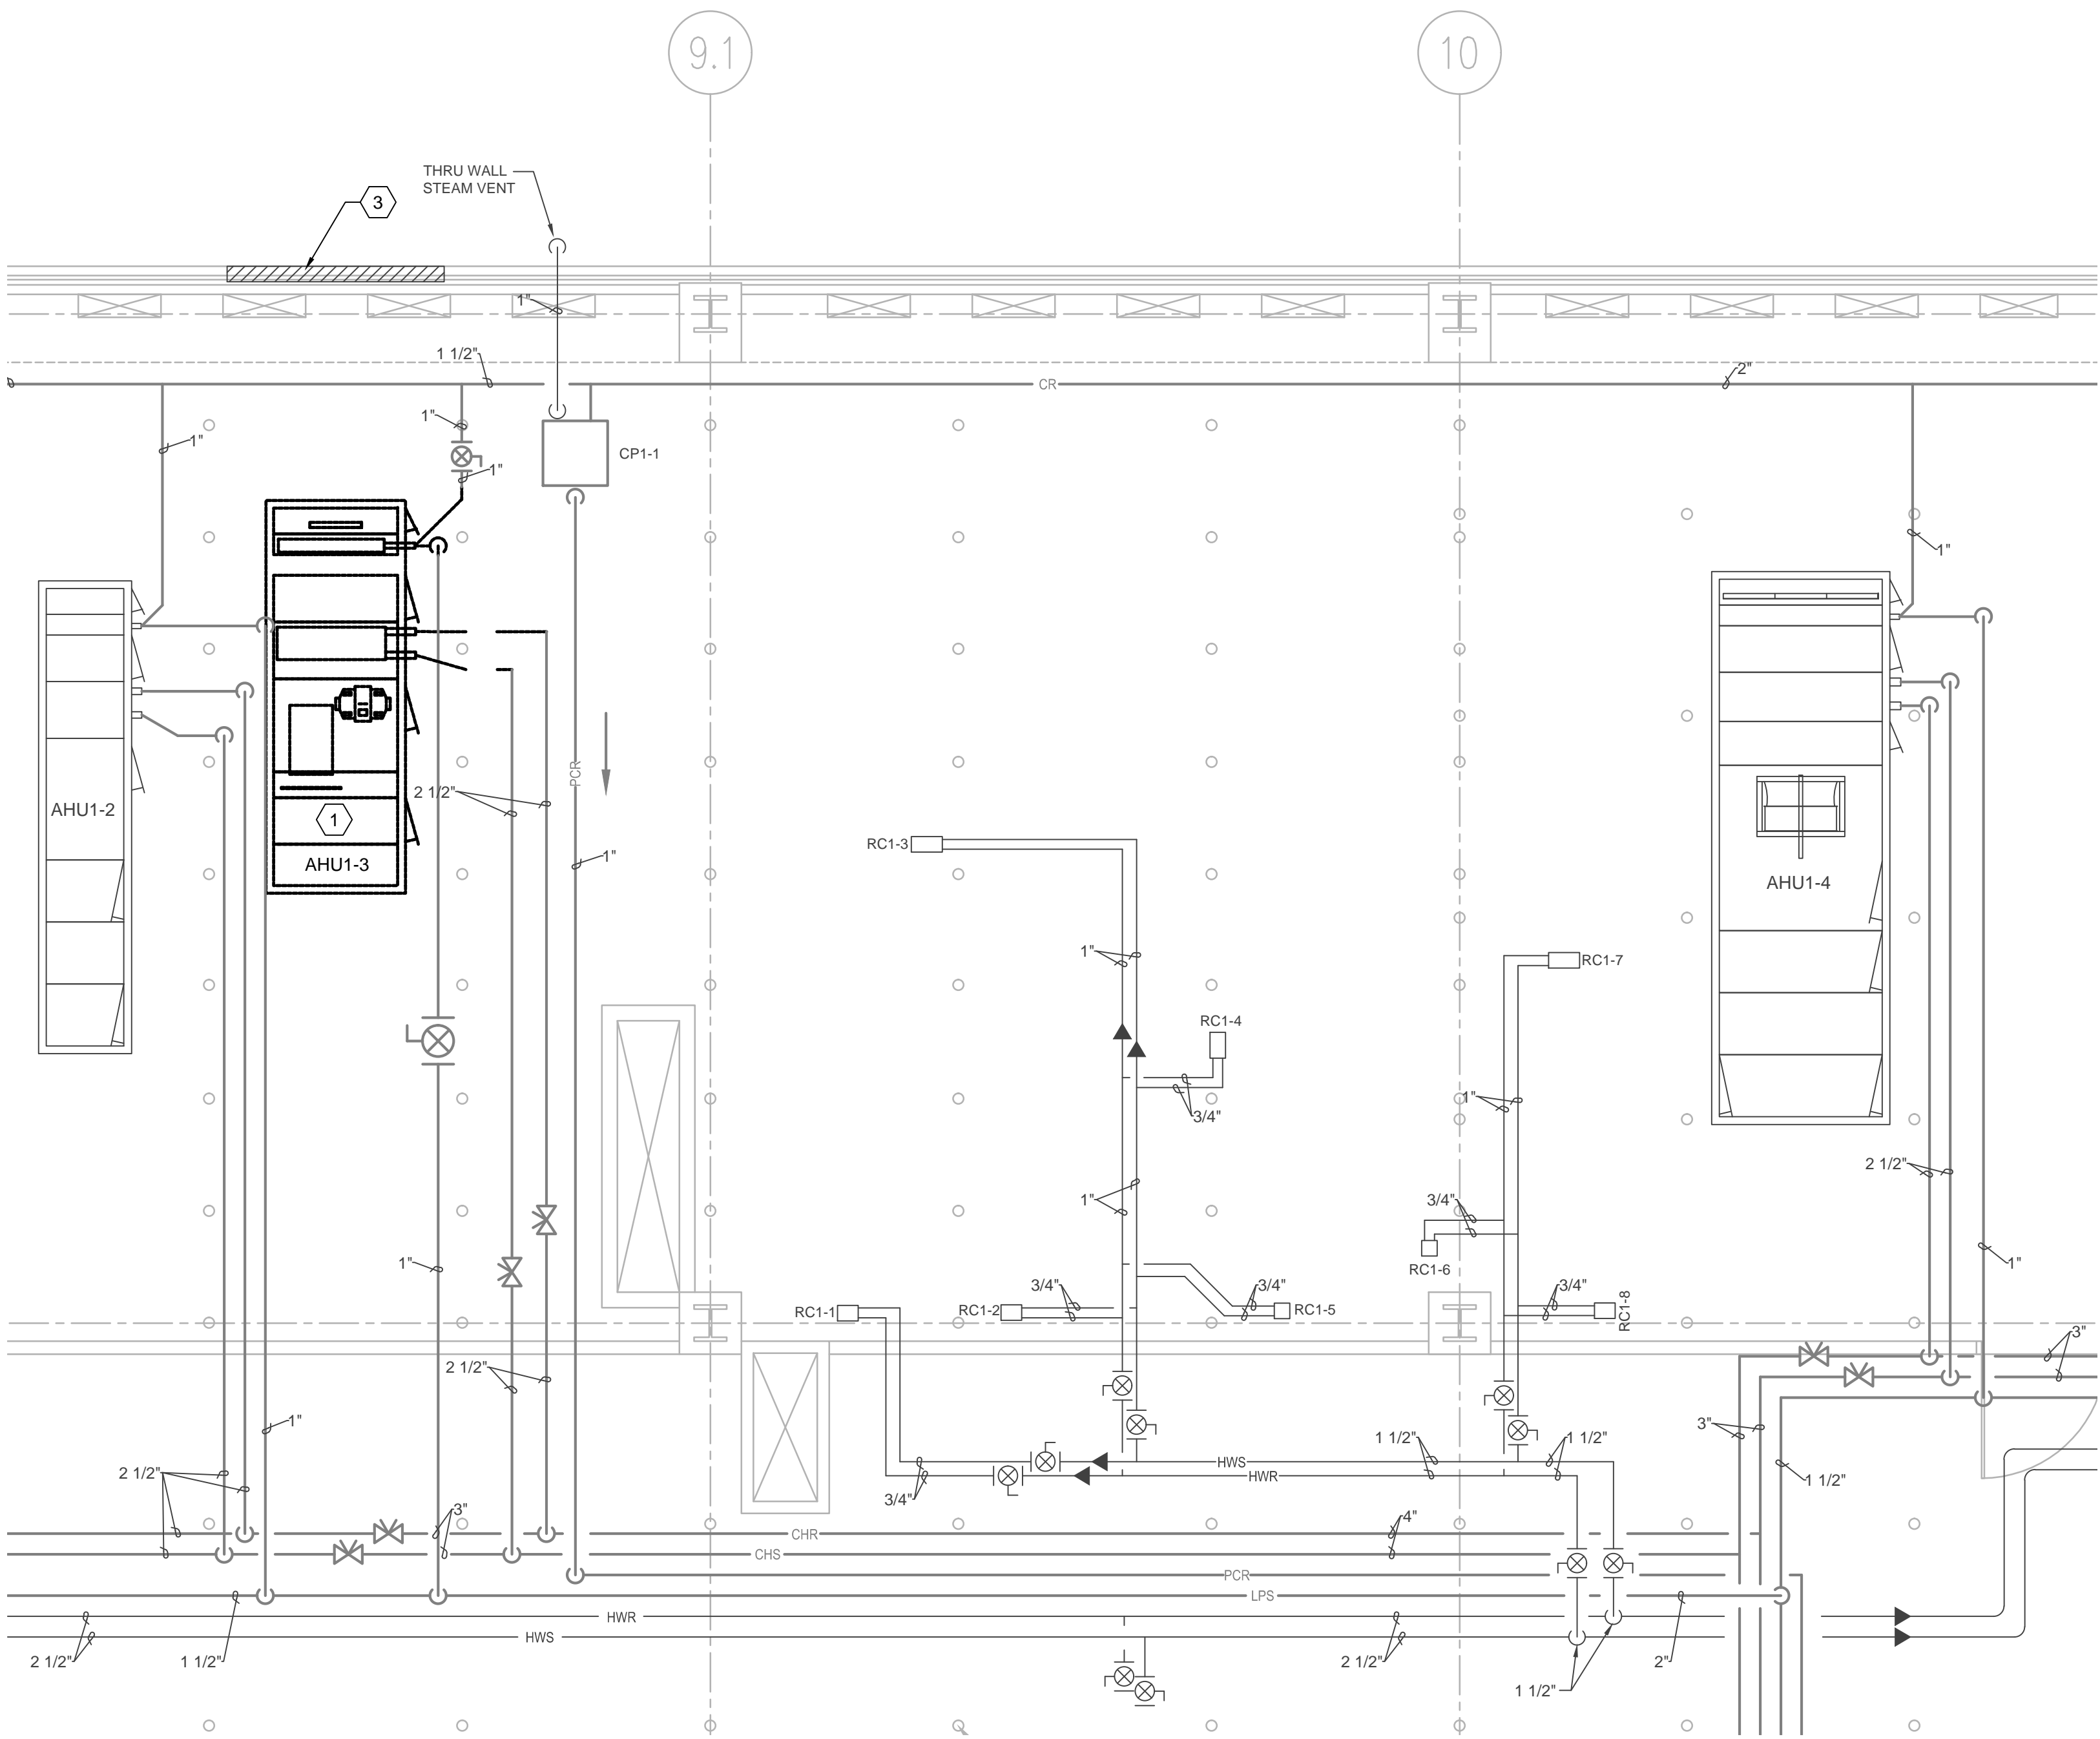 9.1
10
THRU WALL
STEAM VENT
3
1"
1 1/2"
CR
2"
1"
1"
1"
CP1-1
1"
PCR
2 1/2"
AHU1-2
1
AHU1-3
1"
RC1-3
AHU1-4
1"
RC1-7
RC1-4
1"
3/4"
2 1/2"
1"
3/4"
1"
1"
RC1-6
3/4"
3/4"
3/4"
RC1-1
RC1-2
RC1-5
RC1-8
3"
2 1/2"
1"
3"
1 1/2"
1 1/2"
HWS
HWR
2 1/2"
1 1/2"
3/4"
3"
4"
CHR
CHS
PCR
LPS
HWR
HWS
2 1/2"
1 1/2"
2 1/2"
2"
1 1/2"